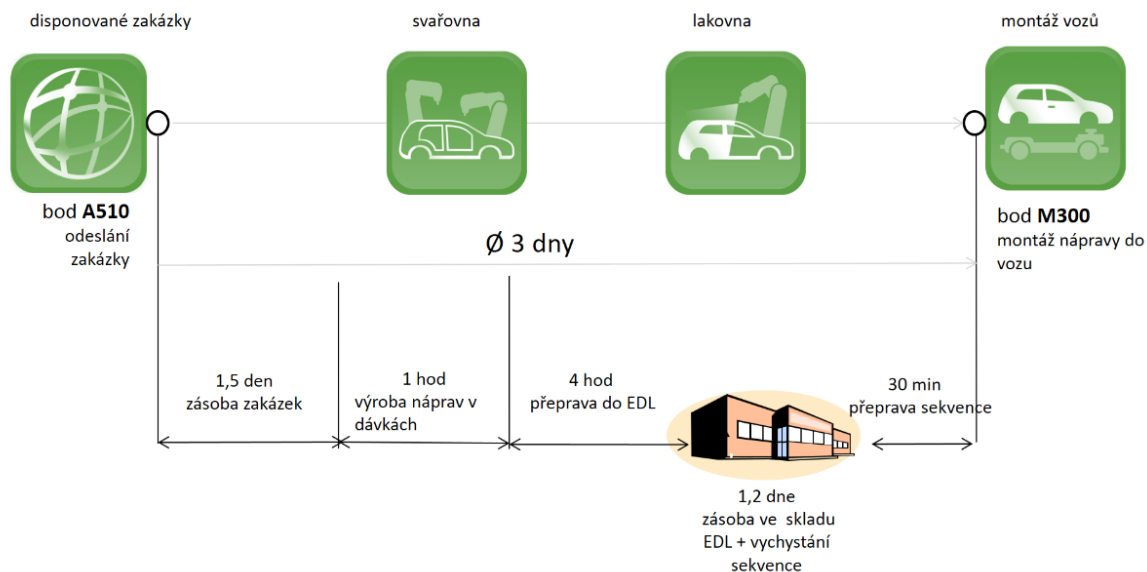 disponované zakázky
svařovna
lakovna
montáž vozů
bod A510
odeslání
zakázky
bod M300
montáž nápravy do
vozu
Ø 3 dny
1,5 den
zásoba zakázek
1 hod
výroba náprav v
dávkách
4 hod
přeprava do EDL
30 min
přeprava sekvence
1,2 dne
zásoba ve skladu
EDL + vychystání
sekvence